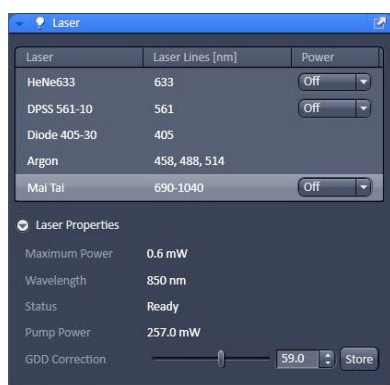 Laser
Laser Laser Lines [nm] Power
HeNe633 633 Off
DPSS 561-10 561 Off
Diode 405-30 405
Argon 458, 488, 514
Mai Tai 690-1040 Off
Laser Properties
Maximum Power 0.6 mW
Wavelength 850 nm
Status Ready
Pump Power 257.0 mW
GDD Correction 59.0 Store